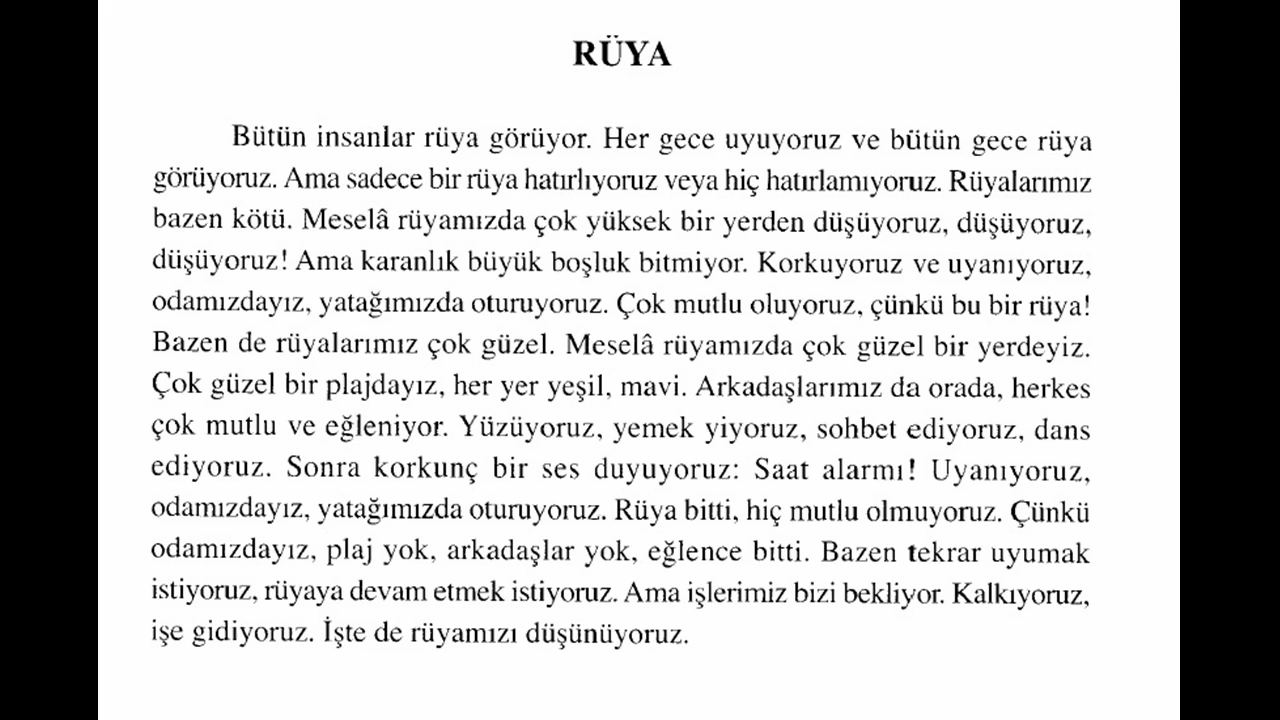 RÜYA
Bütün insanlar rüya görüyor. Her gece uyuyoruz ve bütün gece rüya
görüyoruz. Ama sadece bir rüya hatırlıyoruz veya hiç hatırlamıyoruz. Rüyalarımız
bazen kötü. Meselâ rüyamızda çok yüksek bir yerden düşüyoruz, düşüyoruz,
düşüyoruz! Ama karanlık büyük boşluk bitmiyor. Korkuyoruz ve uyanıyoruz,
odamızdayız, yatağımızda oturuyoruz. Çok mutlu oluyoruz, çünkü bu bir rüya!
Bazen de rüyalarımız çok güzel. Meselâ rüyamızda çok güzel bir yerdeyiz.
Çok güzel bir plajdayız, her yer yeşil, mavi. Arkadaşlarımız da orada, herkes
çok mutlu ve eğleniyor. Yüzüyoruz, yemek yiyoruz, sohbet ediyoruz, dans
ediyoruz. Sonra korkunç bir ses duyuyoruz: Saat alarmı! Uyanıyoruz,
odamızdayız, yatağımızda oturuyoruz. Rüya bitti, hiç mutlu olmuyoruz. Çünkü
odamızdayız, plaj yok, arkadaşlar yok, eğlence bitti. Bazen tekrar uyumak
istiyoruz, rüyaya devam etmek istiyoruz. Ama işlerimiz bizi bekliyor. Kalkıyoruz,
işe gidiyoruz. İşte de rüyamızı düşünüyoruz.